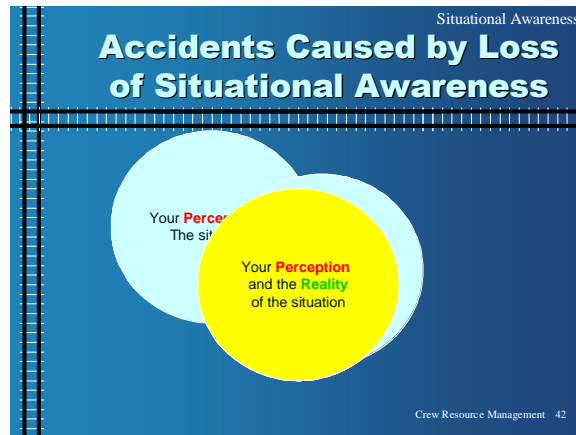 Situational Awareness
Accidents Caused by Loss
of Situational Awareness
Your
The
Your Perception
and the Reality
of the situation
Crew Resource Management 42